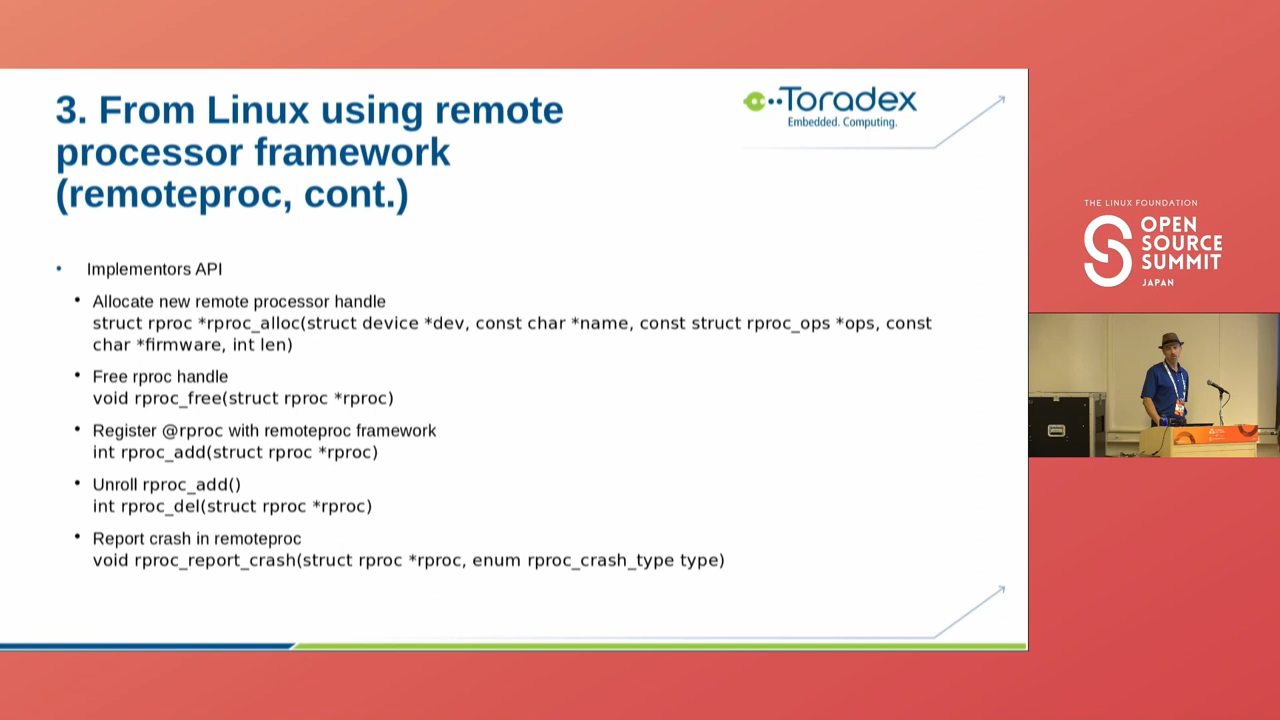 3. From Linux using remote
processor framework
(remoteproc, cont.)
Toradex
Embedded. Computing.
• Implementors API
• Allocate new remote processor handle
struct rproc *rproc_alloc(struct device *dev, const char *name, const struct rproc_ops *ops, const
char *firmware, int len)
• Free rproc handle
void rproc_free(struct rproc *rproc)
• Register @rproc with remoteproc framework
int rproc_add(struct rproc *rproc)
• Unroll rproc_add()
int rproc_del(struct rproc *rproc)
• Report crash in remoteproc
void rproc_report_crash(struct rproc *rproc, enum rproc_crash_type type)
THE LINUX FOUNDATION
OPEN
SOURCE
SUMMIT
JAPAN